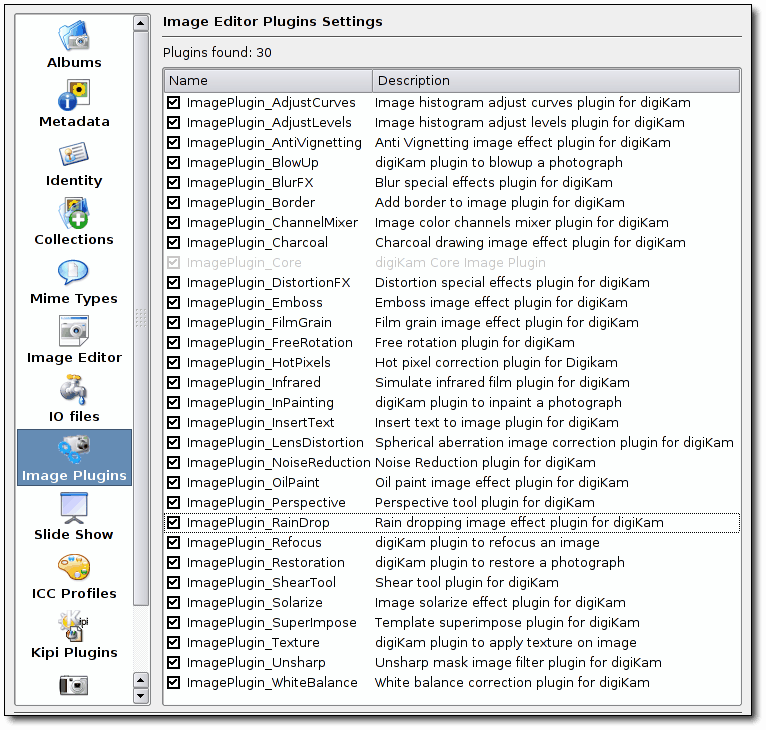 Image Editor Plugins Settings
Plugins found: 30
Albums
Metadata
Identity
Collections
Mime Types
Image Editor
IO files
Image Plugins
Slide Show
ICC Profiles
Kipi
Kipi Plugins
Name Description
ImagePlugin_AdjustCurves Image histogram adjust curves plugin for digiKam
ImagePlugin_AdjustLevels Image histogram adjust levels plugin for digiKam
ImagePlugin_AntiVignetting Anti Vignetting image effect plugin for digiKam
ImagePlugin_BlowUp digiKam plugin to blowup a photograph
ImagePlugin_BlurFX Blur special effects plugin for digiKam
ImagePlugin_Border Add border to image plugin for digiKam
ImagePlugin_ChannelMixer Image color channels mixer plugin for digiKam
ImagePlugin_Charcoal Charcoal drawing image effect plugin for digiKam
ImagePlugin_Core digiKam Core Image Plugin
ImagePlugin_DistortionFX Distortion special effects plugin for digiKam
ImagePlugin_Emboss Emboss image effect plugin for digiKam
ImagePlugin_FilmGrain Film grain image effect plugin for digiKam
ImagePlugin_FreeRotation Free rotation plugin for digiKam
ImagePlugin_HotPixels Hot pixel correction plugin for Digikam
ImagePlugin_Infrared Simulate infrared film plugin for digiKam
ImagePlugin_InPainting digiKam plugin to inpaint a photograph
ImagePlugin_InsertText Insert text to image plugin for digiKam
ImagePlugin_LensDistortion Spherical aberration image correction plugin for digiKam
ImagePlugin_NoiseReduction Noise Reduction plugin for digiKam
ImagePlugin_OilPaint Oil paint image effect plugin for digiKam
ImagePlugin_Perspective Perspective tool plugin for digiKam
ImagePlugin_RainDrop Rain dropping image effect plugin for digiKam
ImagePlugin_Refocus digiKam plugin to refocus an image
ImagePlugin_Restoration digiKam plugin to restore a photograph
ImagePlugin_ShearTool Shear tool plugin for digiKam
ImagePlugin_Solarize Image solarize effect plugin for digiKam
ImagePlugin_SuperImpose Template superimpose plugin for digiKam
ImagePlugin_Texture digiKam plugin to apply texture on image
ImagePlugin_Unsharp Unsharp mask image filter plugin for digiKam
ImagePlugin_WhiteBalance White balance correction plugin for digiKam